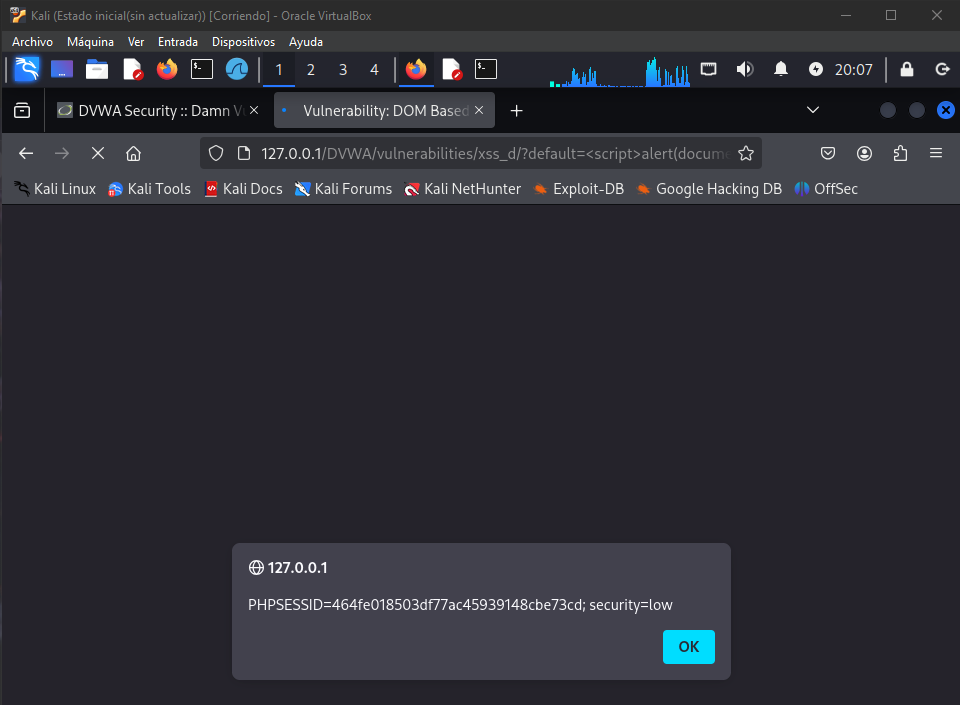 Kali (Estado inicial(sin actualizar)) [Corriendo] - Oracle VirtualBox
Archivo Máquina Ver Entrada Dispositivos Ayuda
1 2 3 4 20:07
DVWA Security :: Damn Vu Vulnerability: DOM Based
127.0.0.1/DVWA/vulnerabilities/xss_d/?default=<script>alert(docume
Kali Linux Kali Tools Kali Docs Kali Forums Kali NetHunter Exploit-DB Google Hacking DB OffSec
127.0.0.1
PHPSESSID=464fe018503df77ac45939148cbe73cd; security=low
OK